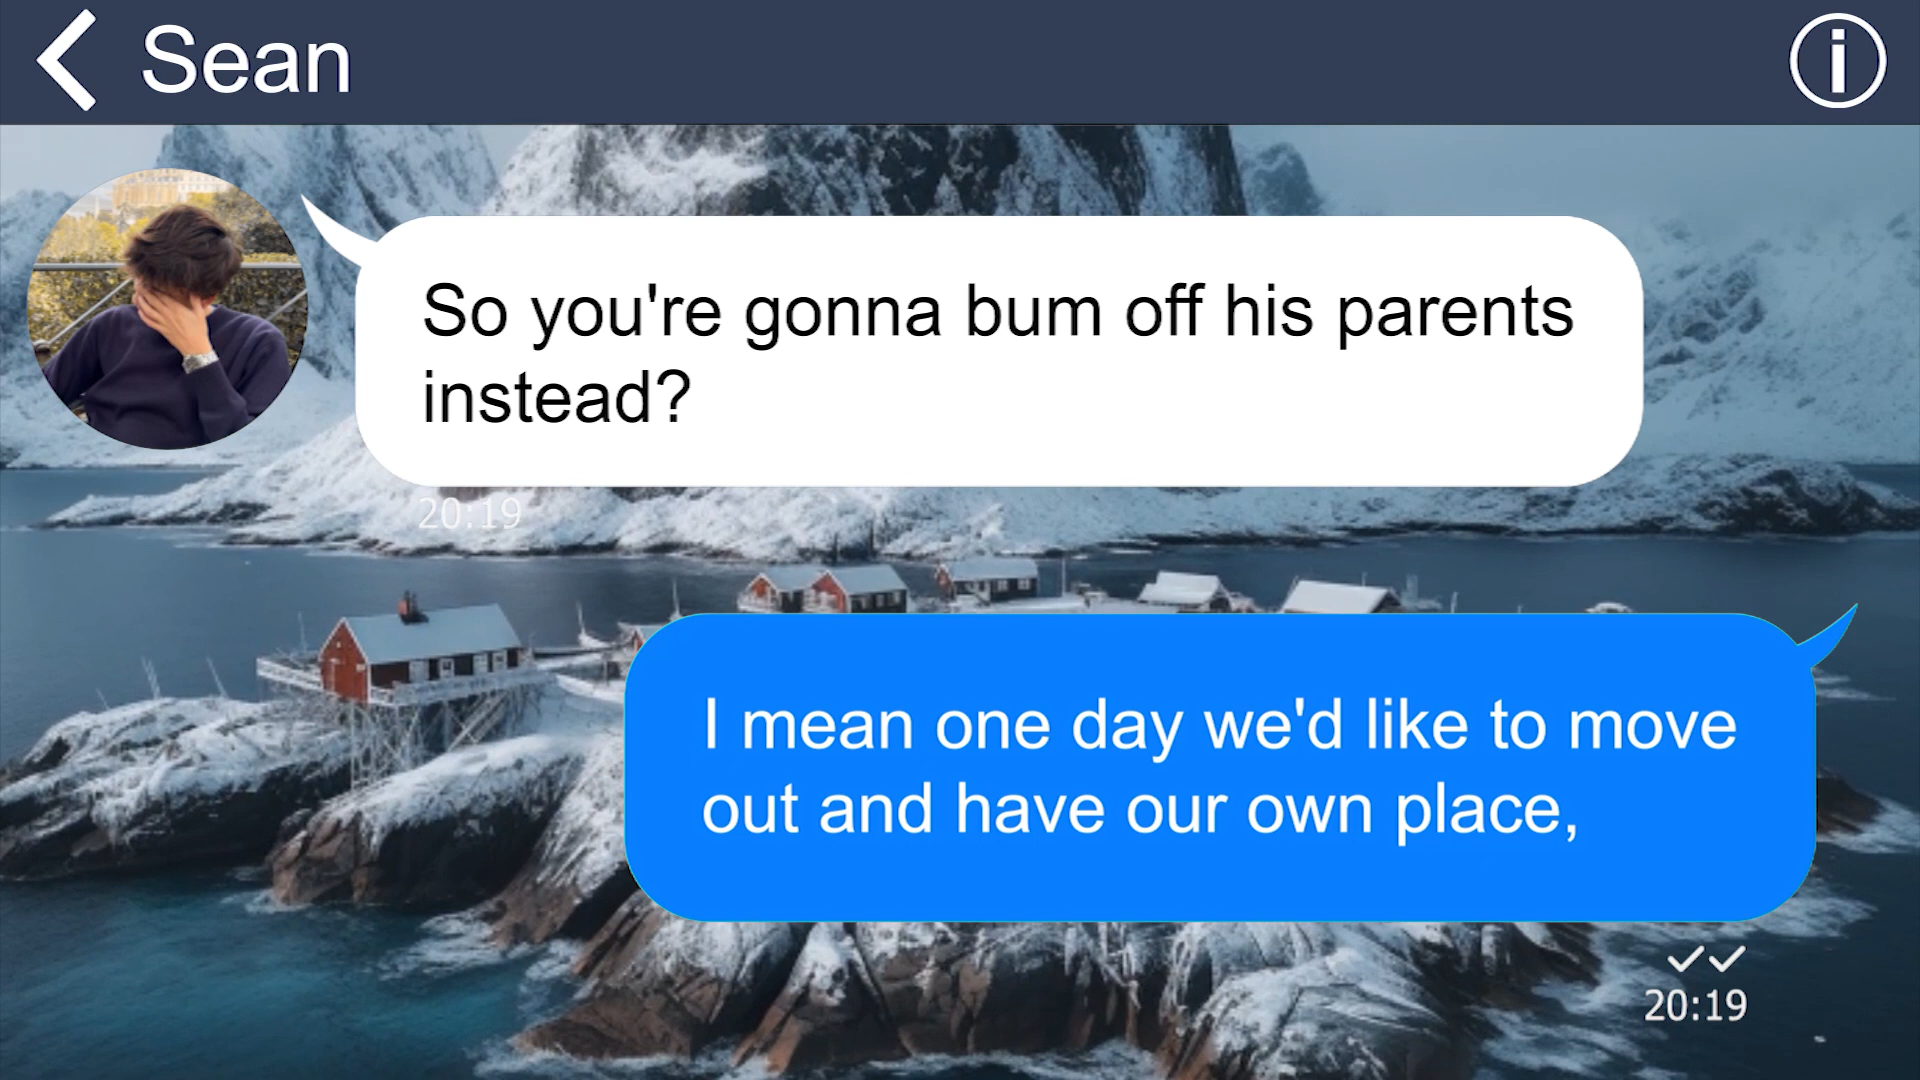 Sean
So you're gonna bum off his parents
instead?
20:19
I mean one day we'd like to move
out and have our own place,
20:19